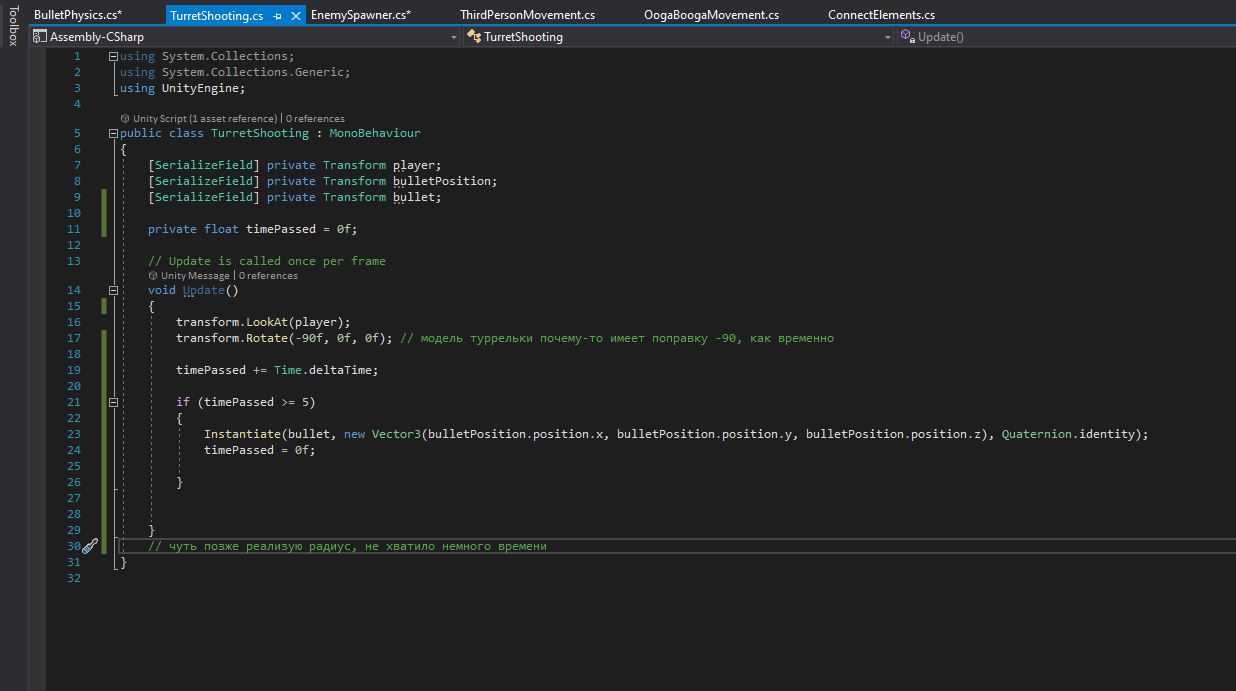 Toolbox
BulletPhysics.cs* TurretShooting.cs EnemySpawner.cs* ThirdPersonMovement.cs OogaBoogaMovement.cs ConnectElements.cs
Assembly-CSharp TurretShooting Update()
1 using System.Collections;
2 using System.Collections.Generic;
3 using UnityEngine;
4
Unity Script (1 asset reference) | 0 references
5 public class TurretShooting : MonoBehaviour
6 {
7 [SerializeField] private Transform player;
8 [SerializeField] private Transform bulletPosition;
9 [SerializeField] private Transform bullet;
10
11 private float timePassed = 0f;
12
13 // Update is called once per frame
Unity Message | 0 references
14 void Update()
15 {
16 transform.LookAt(player);
17 transform.Rotate(-90f, 0f, 0f); // модель туррельки почему-то имеет поправку -90, как временно
18
19 timePassed += Time.deltaTime;
20
21 if (timePassed >= 5)
22 {
23 Instantiate(bullet, new Vector3(bulletPosition.position.x, bulletPosition.position.y, bulletPosition.position.z), Quaternion.identity);
24 timePassed = 0f;
25
26 }
27
28
29 }
30 // чуть позже реализую радиус, не хватило немного времени
31 }
32